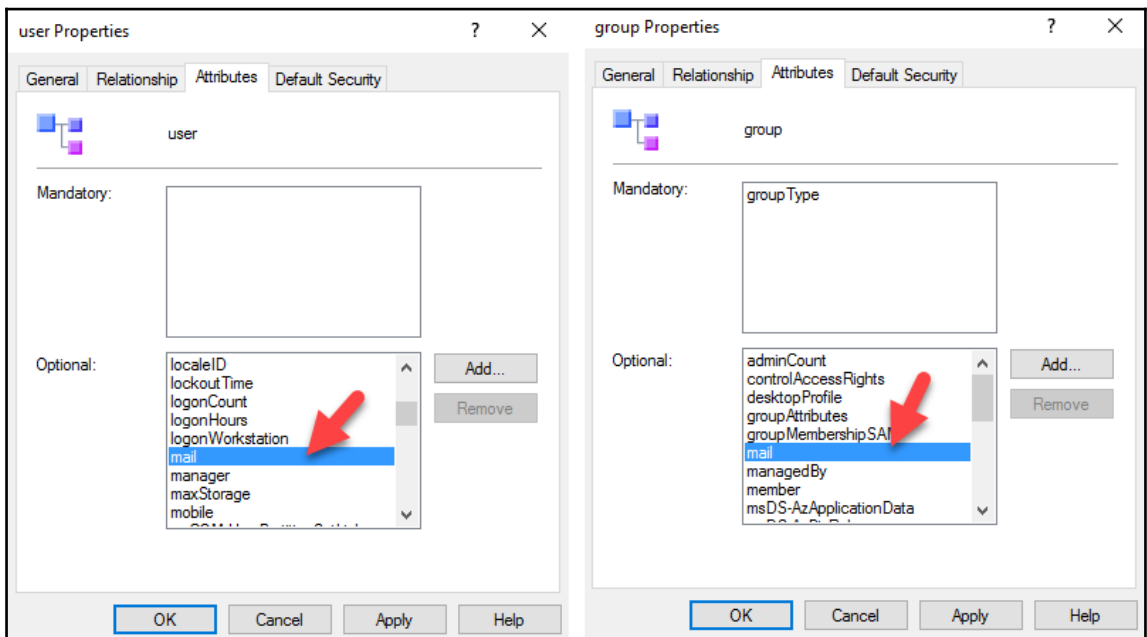 user Properties
?
General
Relationship
Attributes
Default Security
user
Mandatory:
Optional:
localeID
lockoutTime
logonCount
logonHours
logonWorkstation
mail
manager
maxStorage
mobile
Add...
Remove
OK
Cancel
Apply
Help
group Properties
?
General
Relationship
Attributes
Default Security
group
Mandatory:
groupType
Optional:
adminCount
controlAccessRights
desktopProfile
groupAttributes
mail
managedBy
member
msDS-AzApplicationData
Add...
Remove
OK
Cancel
Apply
Help